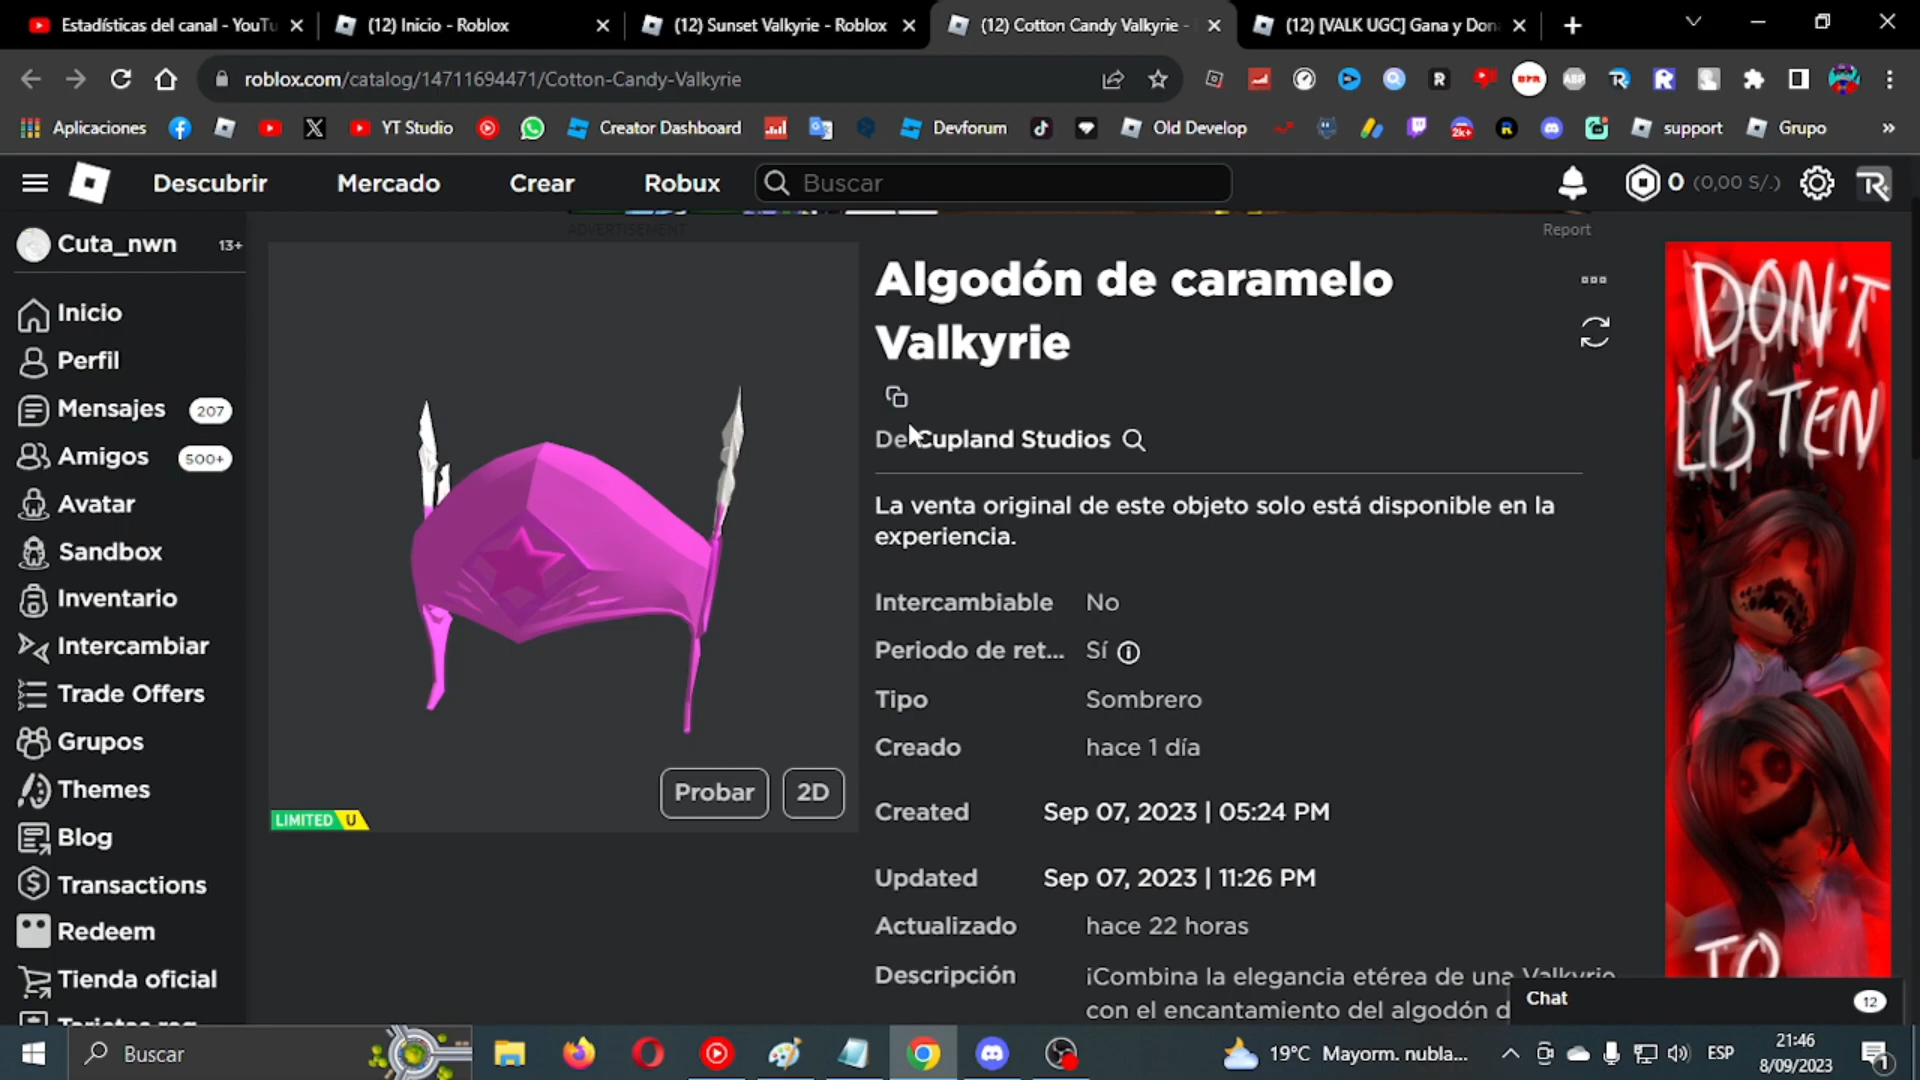 Estadísticas del canal - YouTu
(12) Inicio - Roblox
(12) Sunset Valkyrie - Roblox
(12) Cotton Candy Valkyrie -
(12) [VALK UGC] Gana y Don
roblox.com/catalog/14711694471/Cotton-Candy-Valkyrie
Aplicaciones
YT Studio
Creator Dashboard
Devforum
Old Develop
2k+
support
Grupo
»
Descubrir
Mercado
Crear
Robux
Buscar
0 (0,00 S/.)
ADVERTISEMENT
Report
Cuta_nwn 13+
Inicio
Perfil
Mensajes 207
Amigos 500+
Avatar
Sandbox
Inventario
Intercambiar
Trade Offers
Grupos
Themes
Blog
Transactions
Redeem
Tienda oficial
Algodón de caramelo
Valkyrie
De Cupland Studios
La venta original de este objeto solo está disponible en la
experiencia.
Intercambiable No
Periodo de ret... Sí
Tipo Sombrero
Creado hace 1 día
Created Sep 07, 2023 | 05:24 PM
Updated Sep 07, 2023 | 11:26 PM
Actualizado hace 22 horas
Descripción ¡Combina la elegancia etérea de una Valkyrie
con el encantamiento del algodón d
Probar
2D
LIMITED U
DON'T
LISTEN
TO
Chat 12
Buscar
19°C Mayorm. nubla...
ESP
21:46
8/09/2023
1